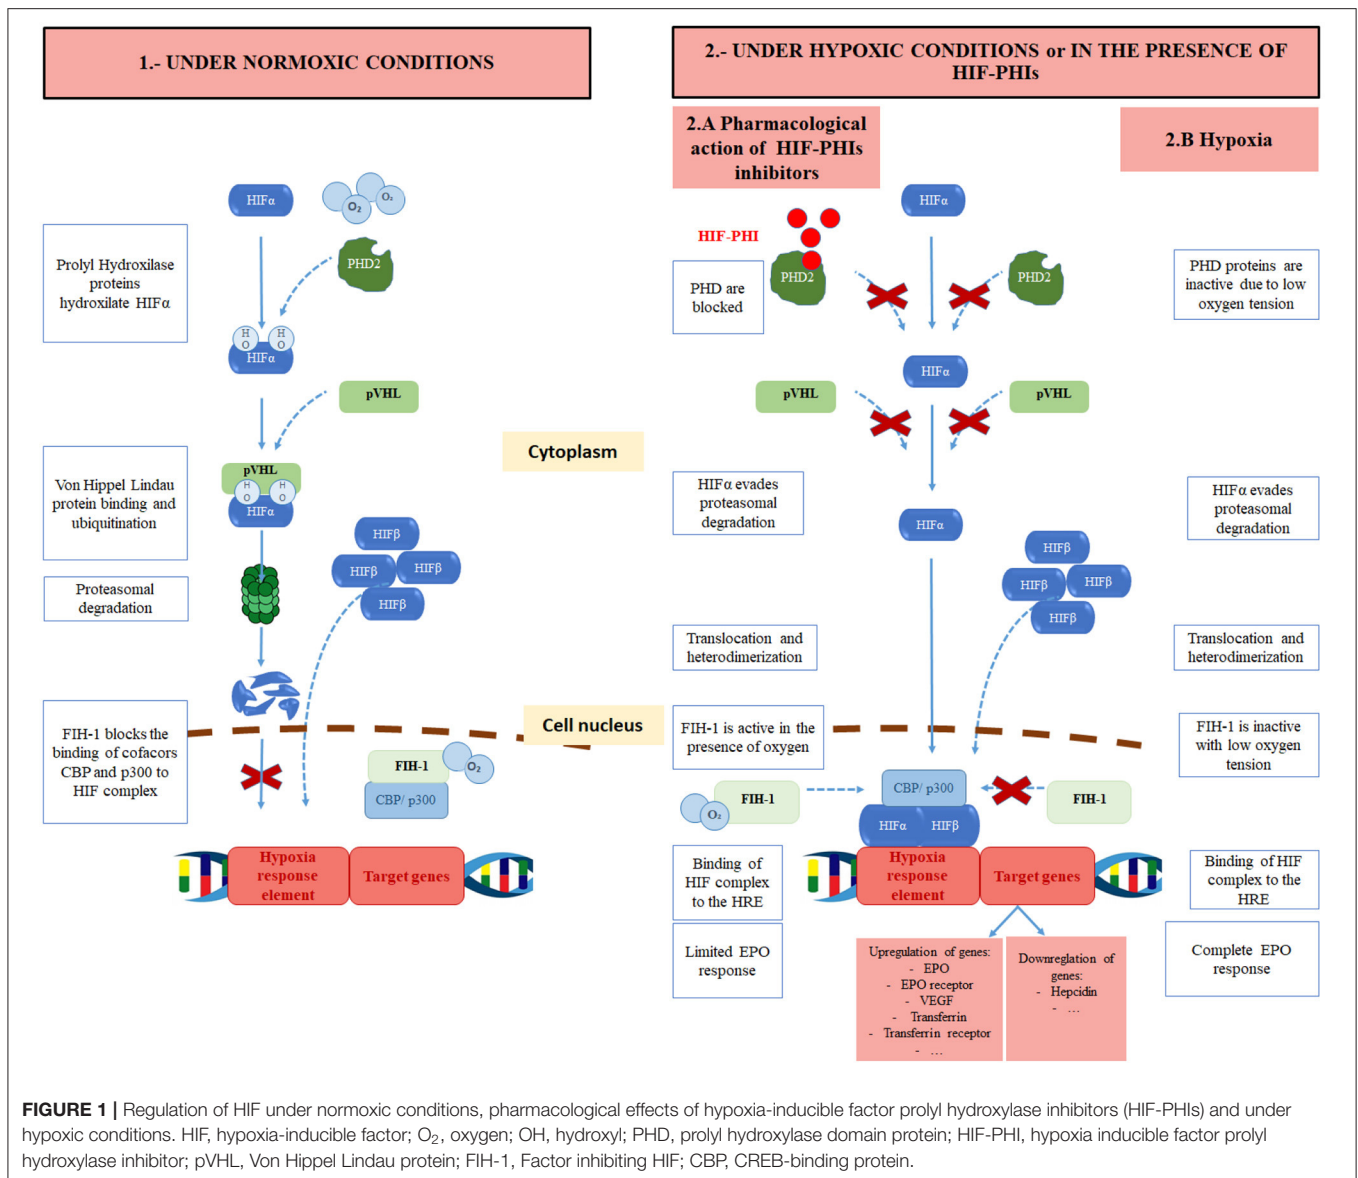 1.- UNDER NORMOXIC CONDITIONS
HIFα
O₂
O₂
PHD2
Prolyl Hydroxilase
proteins
hydroxilate HIFα
H
O
H
O
HIFα
pVHL
pVHL
H
O
H
O
HIFα
Von Hippel Lindau
protein binding and
ubiquitination
HIFβ
HIFβ
HIFβ
HIFβ
Proteasomal
degradation
FIH-1 blocks the
binding of cofacors
CBP and p300 to
HIF complex
FIH-1
O₂
CBP/ p300
Hypoxia
response
element
Target genes
Cytoplasm
Cell nucleus
2.- UNDER HYPOXIC CONDITIONS or IN THE PRESENCE OF
HIF-PHIs
2.A Pharmacological
action of HIF-PHIs
inhibitors
2.B Hypoxia
HIFα
HIF-PHI
PHD2
PHD2
PHD are
blocked
PHD proteins are
inactive due to low
oxygen tension
HIFα
pVHL
pVHL
HIFα evades
proteasomal
degradation
HIFα
HIFα evades
proteasomal
degradation
HIFβ
HIFβ
HIFβ
HIFβ
Translocation and
heterodimerization
Translocation and
heterodimerization
FIH-1 is active in the
presence of oxygen
FIH-1 is inactive
with low oxygen
tension
O₂
FIH-1
CBP/ p300
FIH-1
HIFα
HIFβ
Binding of
HIF complex
to the HRE
Hypoxia
response
element
Target genes
Binding of HIF
complex to the
HRE
Limited EPO
response
Upregulation of genes:
- EPO
- EPO receptor
- VEGF
- Transferrin
- Transferrin receptor
- ...
Downreglation of
genes:
- Hepcidin
- ...
Complete EPO
response
FIGURE 1 | Regulation of HIF under normoxic conditions, pharmacological effects of hypoxia-inducible factor prolyl hydroxylase inhibitors (HIF-PHIs) and under
hypoxic conditions. HIF, hypoxia-inducible factor; O₂, oxygen; OH, hydroxyl; PHD, prolyl hydroxylase domain protein; HIF-PHI, hypoxia inducible factor prolyl
hydroxylase inhibitor; pVHL, Von Hippel Lindau protein; FIH-1, Factor inhibiting HIF; CBP, CREB-binding protein.